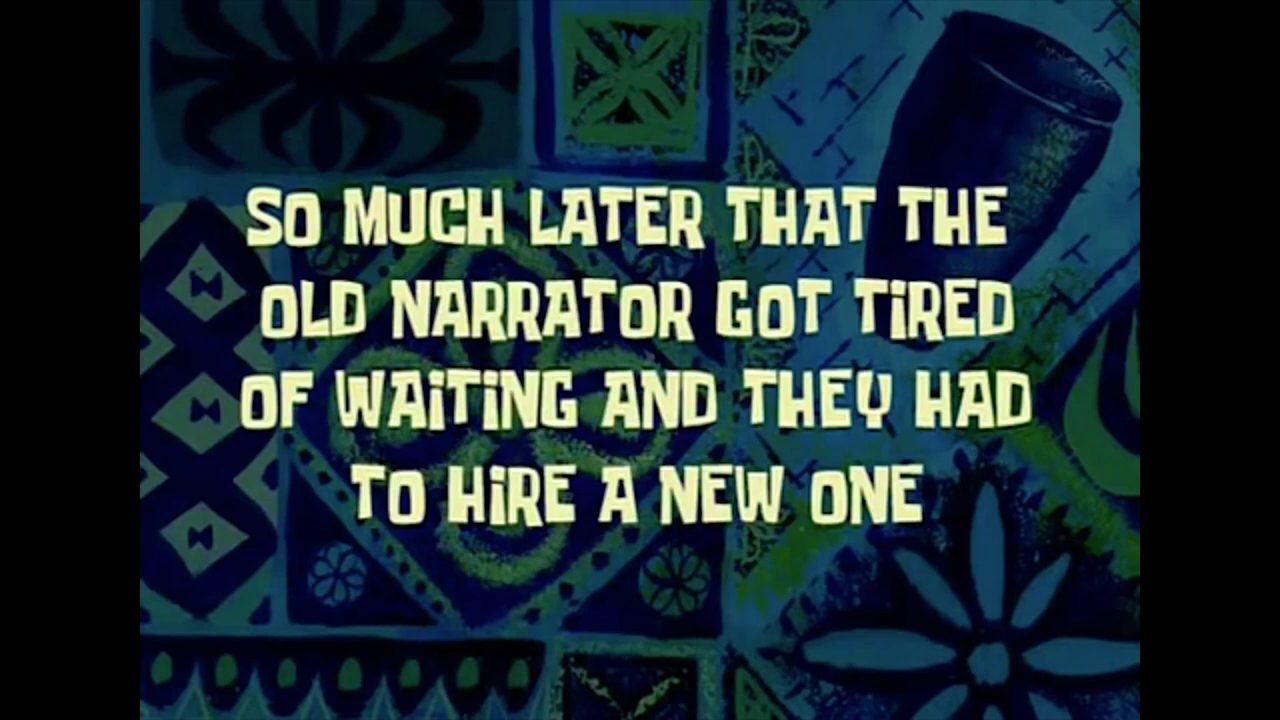 SO MUCH LATER THAT THE
OLD NARRATOR GOT TIRED
OF WAITING AND THEY HAD
TO HIRE A NEW ONE